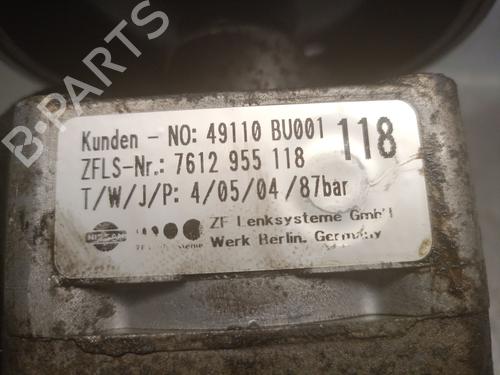 B-PARTS
Kunden - NO: 49110 BU001 118
ZFLS-Nr.: 7612 955 118
T/W/J/P: 4/05/04/87bar
NISSAN
ZF Lenksysteme GmbH
Werk Berlin. Germany